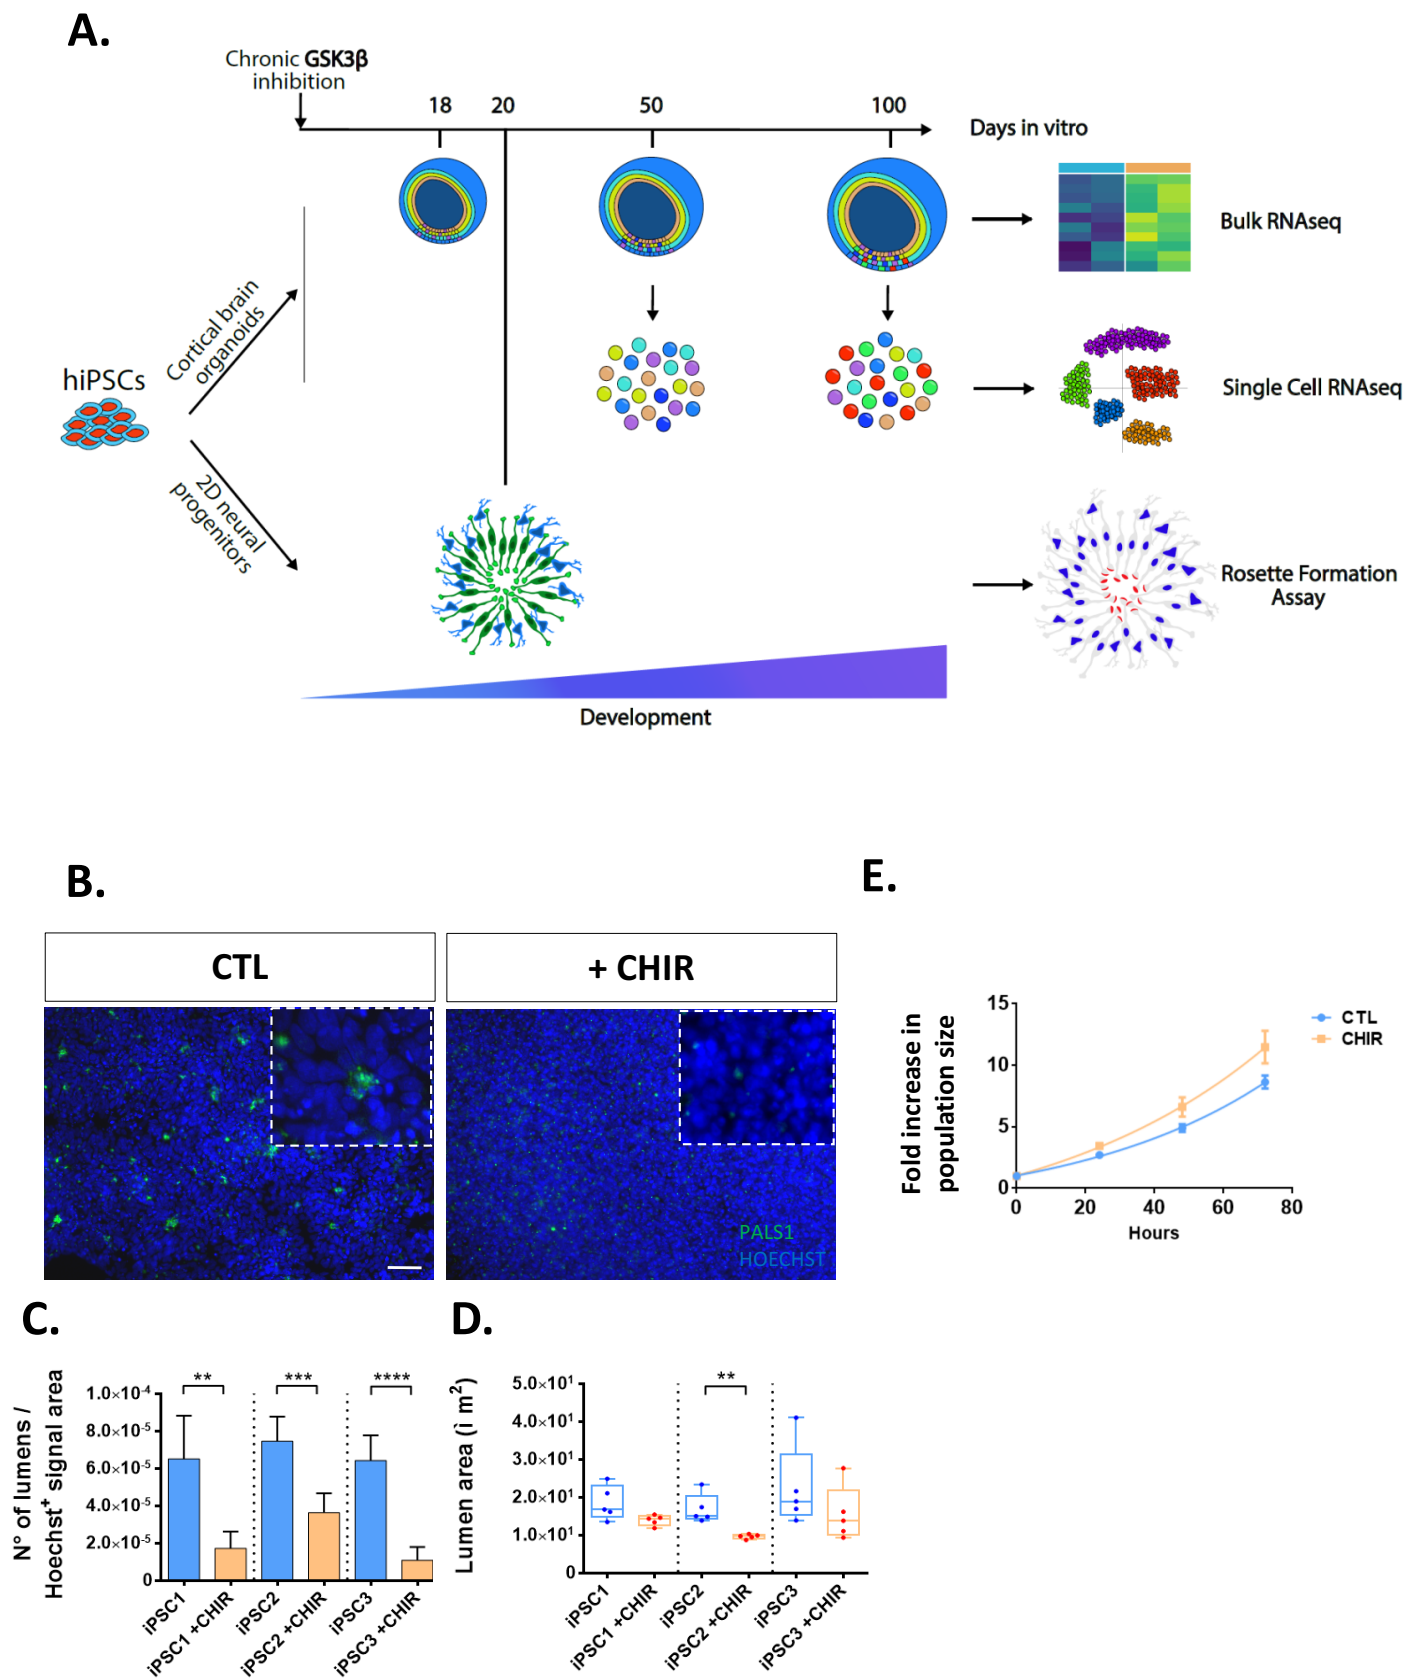 A.
Chronic GSK3β
inhibition
18 20 50 100
Days in vitro
Bulk RNAseq
Cortical brain
organoids
hiPSCs
Single Cell RNAseq
2D neural
progenitors
Rosette Formation
Assay
Development
B.
CTL
+ CHIR
PALS1
HOECHST
E.
Fold increase in
population size
15
10
5
0
0 20 40 60 80
Hours
CTL
CHIR
C.
N° of lumens /
Hoechst⁺ signal area
** *** ****
1.0×10⁻⁴
8.0×10⁻⁵
6.0×10⁻⁵
4.0×10⁻⁵
2.0×10⁻⁵
0
iPSC1
iPSC1 +CHIR
iPSC2
iPSC2 +CHIR
iPSC3
iPSC3 +CHIR
D.
Lumen area (ì m²)
**
5.0×10¹
4.0×10¹
3.0×10¹
2.0×10¹
1.0×10¹
0
iPSC1
iPSC1 +CHIR
iPSC2
iPSC2 +CHIR
iPSC3
iPSC3 +CHIR